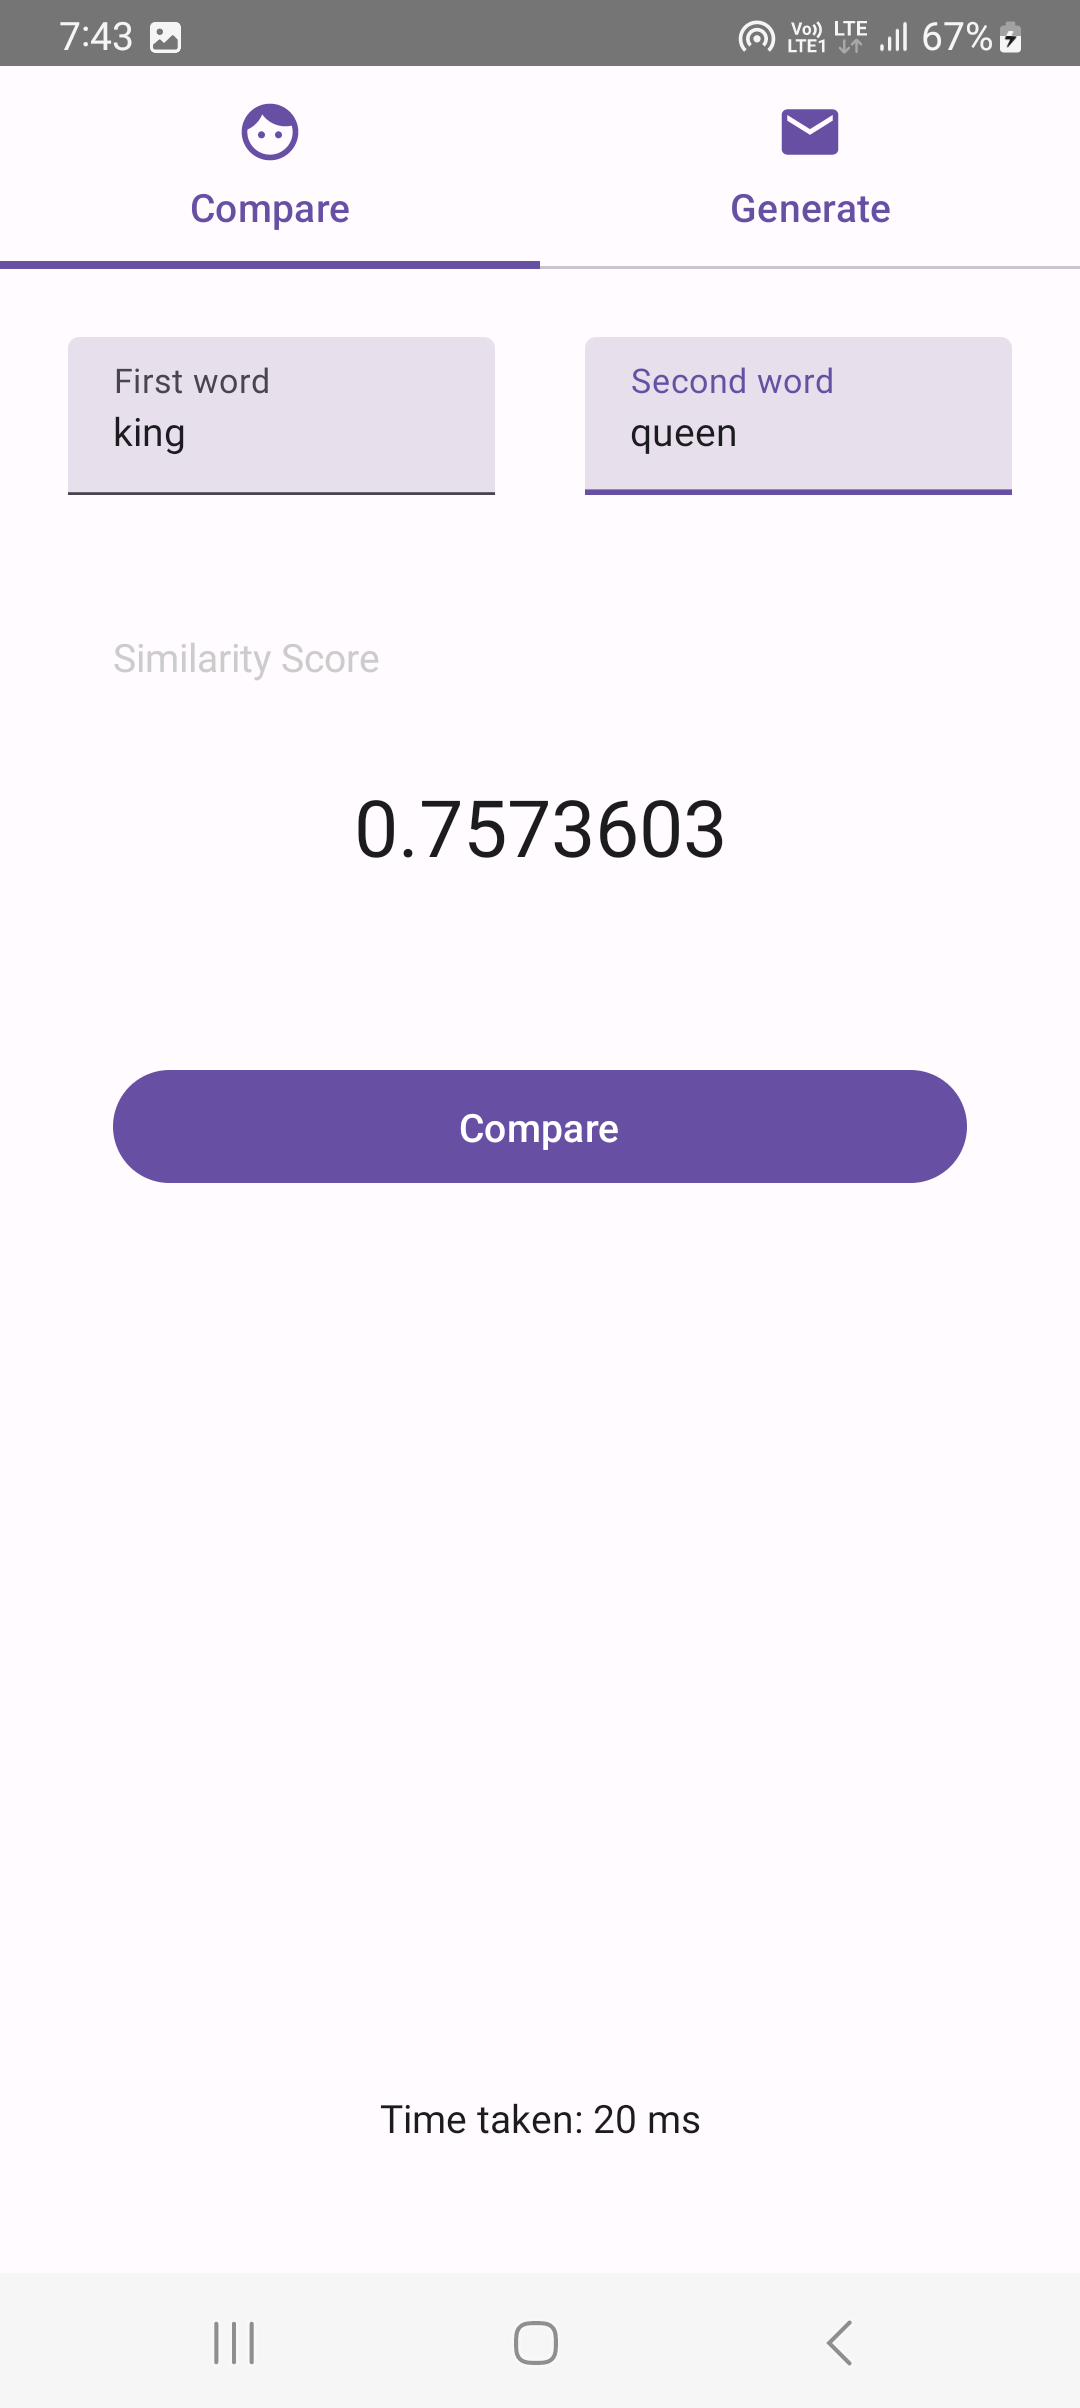 7:43 Vo)) LTE1 LTE 67%
Compare Generate
First word Second word
king queen
Similarity Score
0.7573603
Compare
Time taken: 20 ms